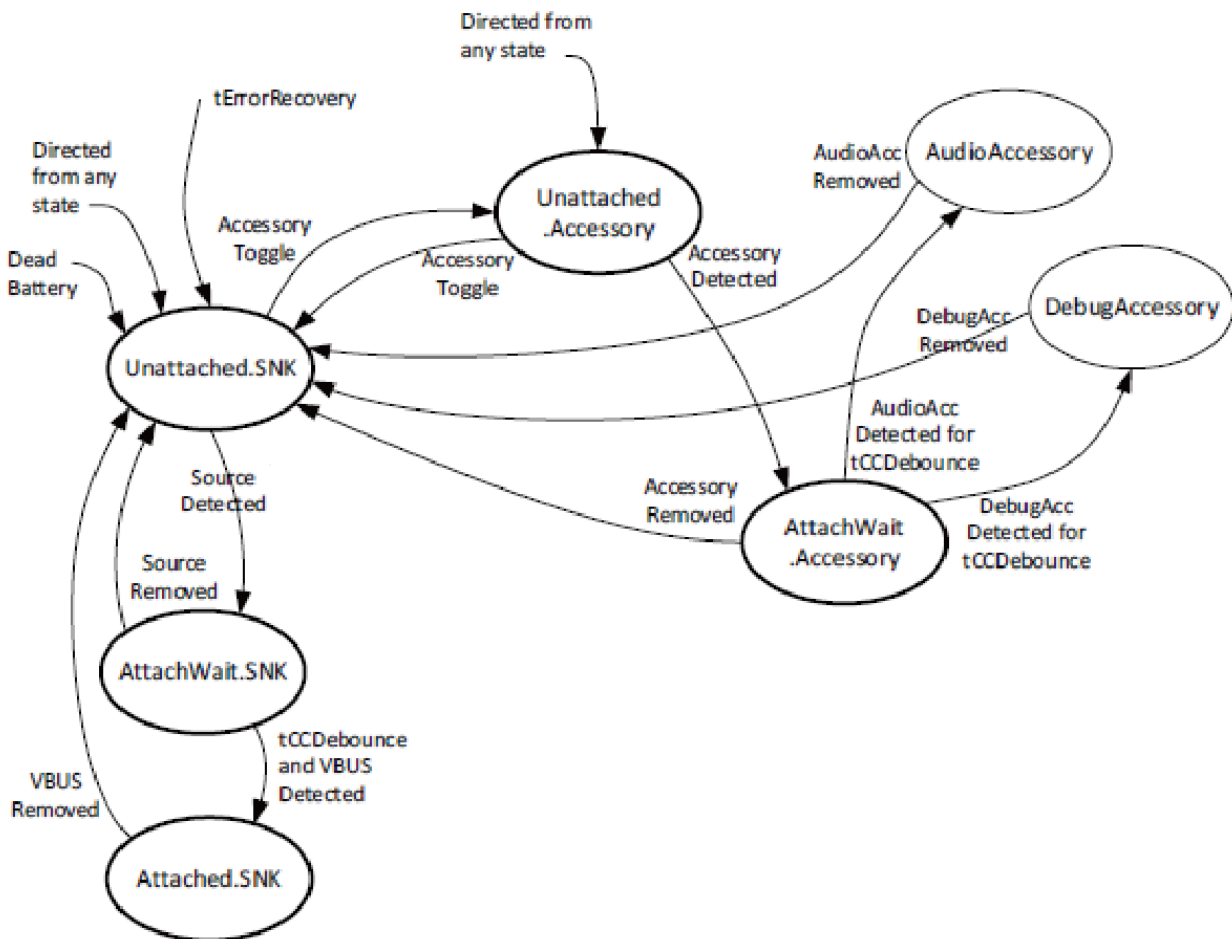 Directed from
any state
tErrorRecovery
Directed
from any
state
Dead
Battery
Accessory
Toggle
Unattached
.Accessory
Accessory
Toggle
Accessory
Detected
AudioAcc
Removed
AudioAccessory
DebugAccessory
DebugAcc
Removed
Unattached.SNK
AudioAcc
Detected for
tCCDebounce
Source
Detected
Accessory
Removed
AttachWait
.Accessory
DebugAcc
Detected for
tCCDebounce
Source
Removed
AttachWait.SNK
tCCDebounce
and VBUS
Detected
VBUS
Removed
Attached.SNK